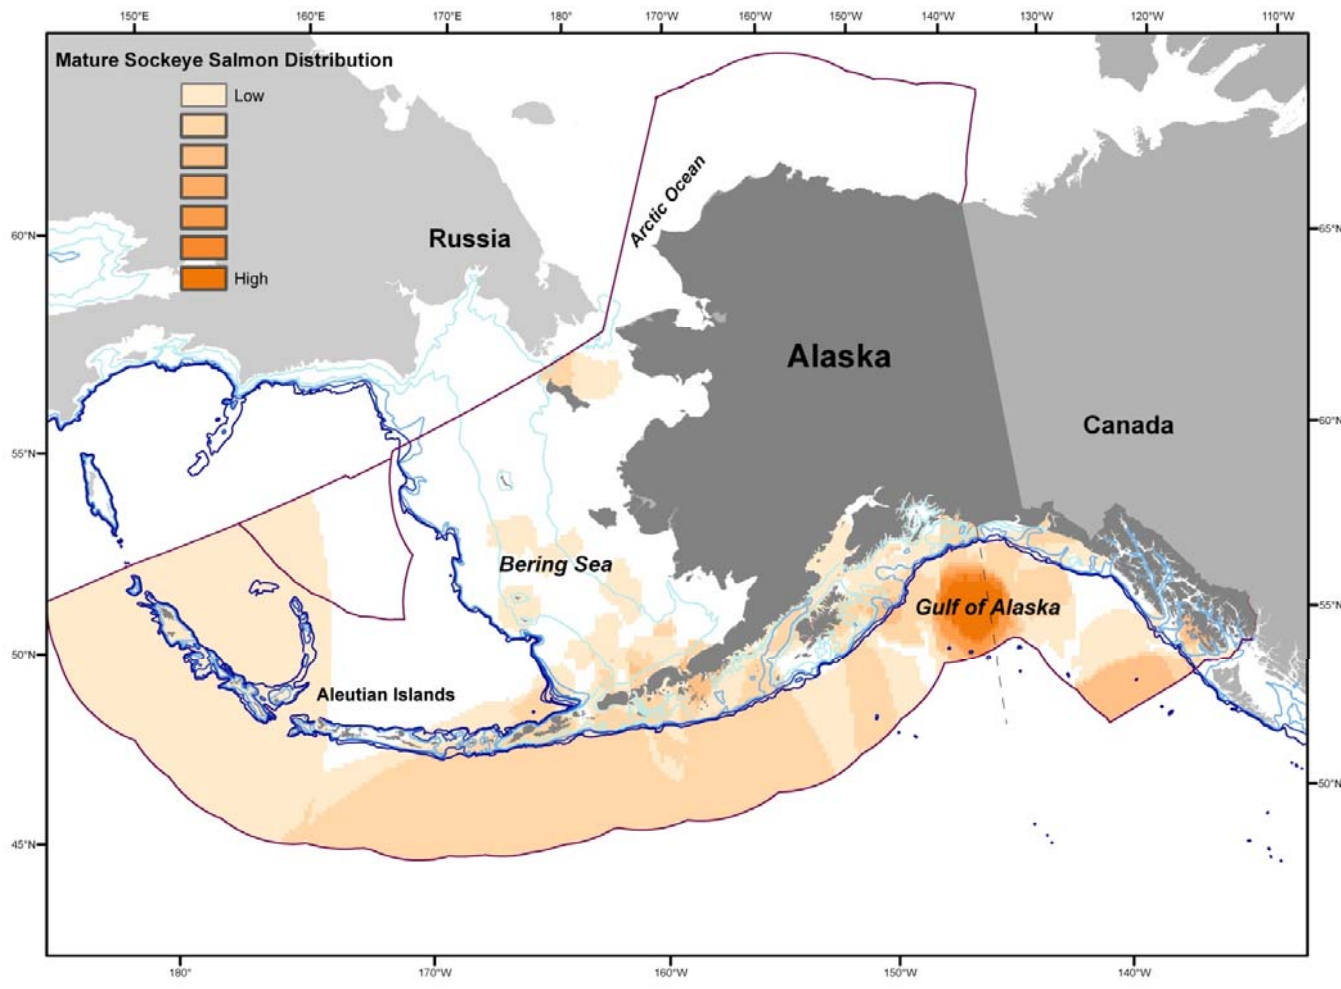 150°E 160°E 170°E 180° 170°W 160°W 150°W 140°W 130°W 120°W 110°W
Mature Sockeye Salmon Distribution
Low
High
Arctic Ocean
Russia
60°N
65°N
Alaska
Canada
60°N
55°N
Bering Sea
Gulf of Alaska
55°N
50°N
Aleutian Islands
50°N
45°N
180° 170°W 160°W 150°W 140°W